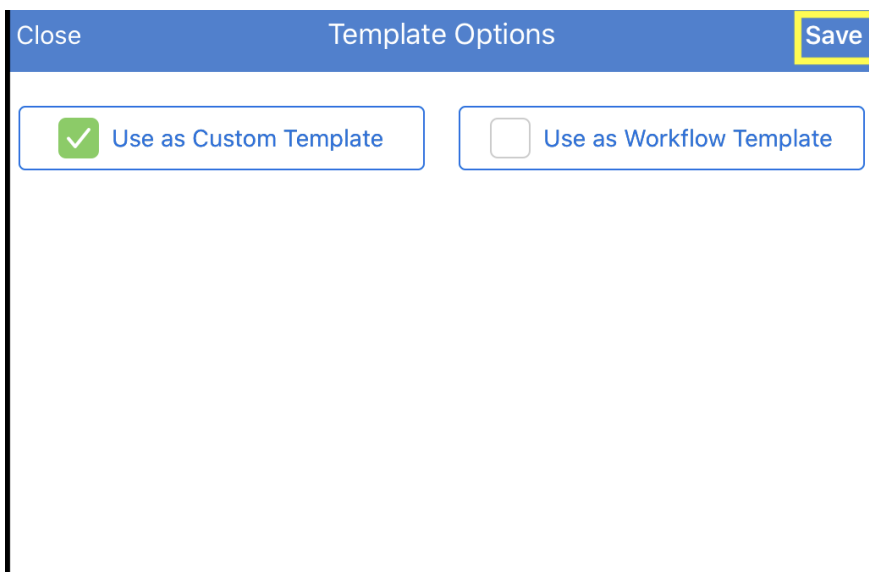 Close Template Options Save
Use as Custom Template Use as Workflow Template